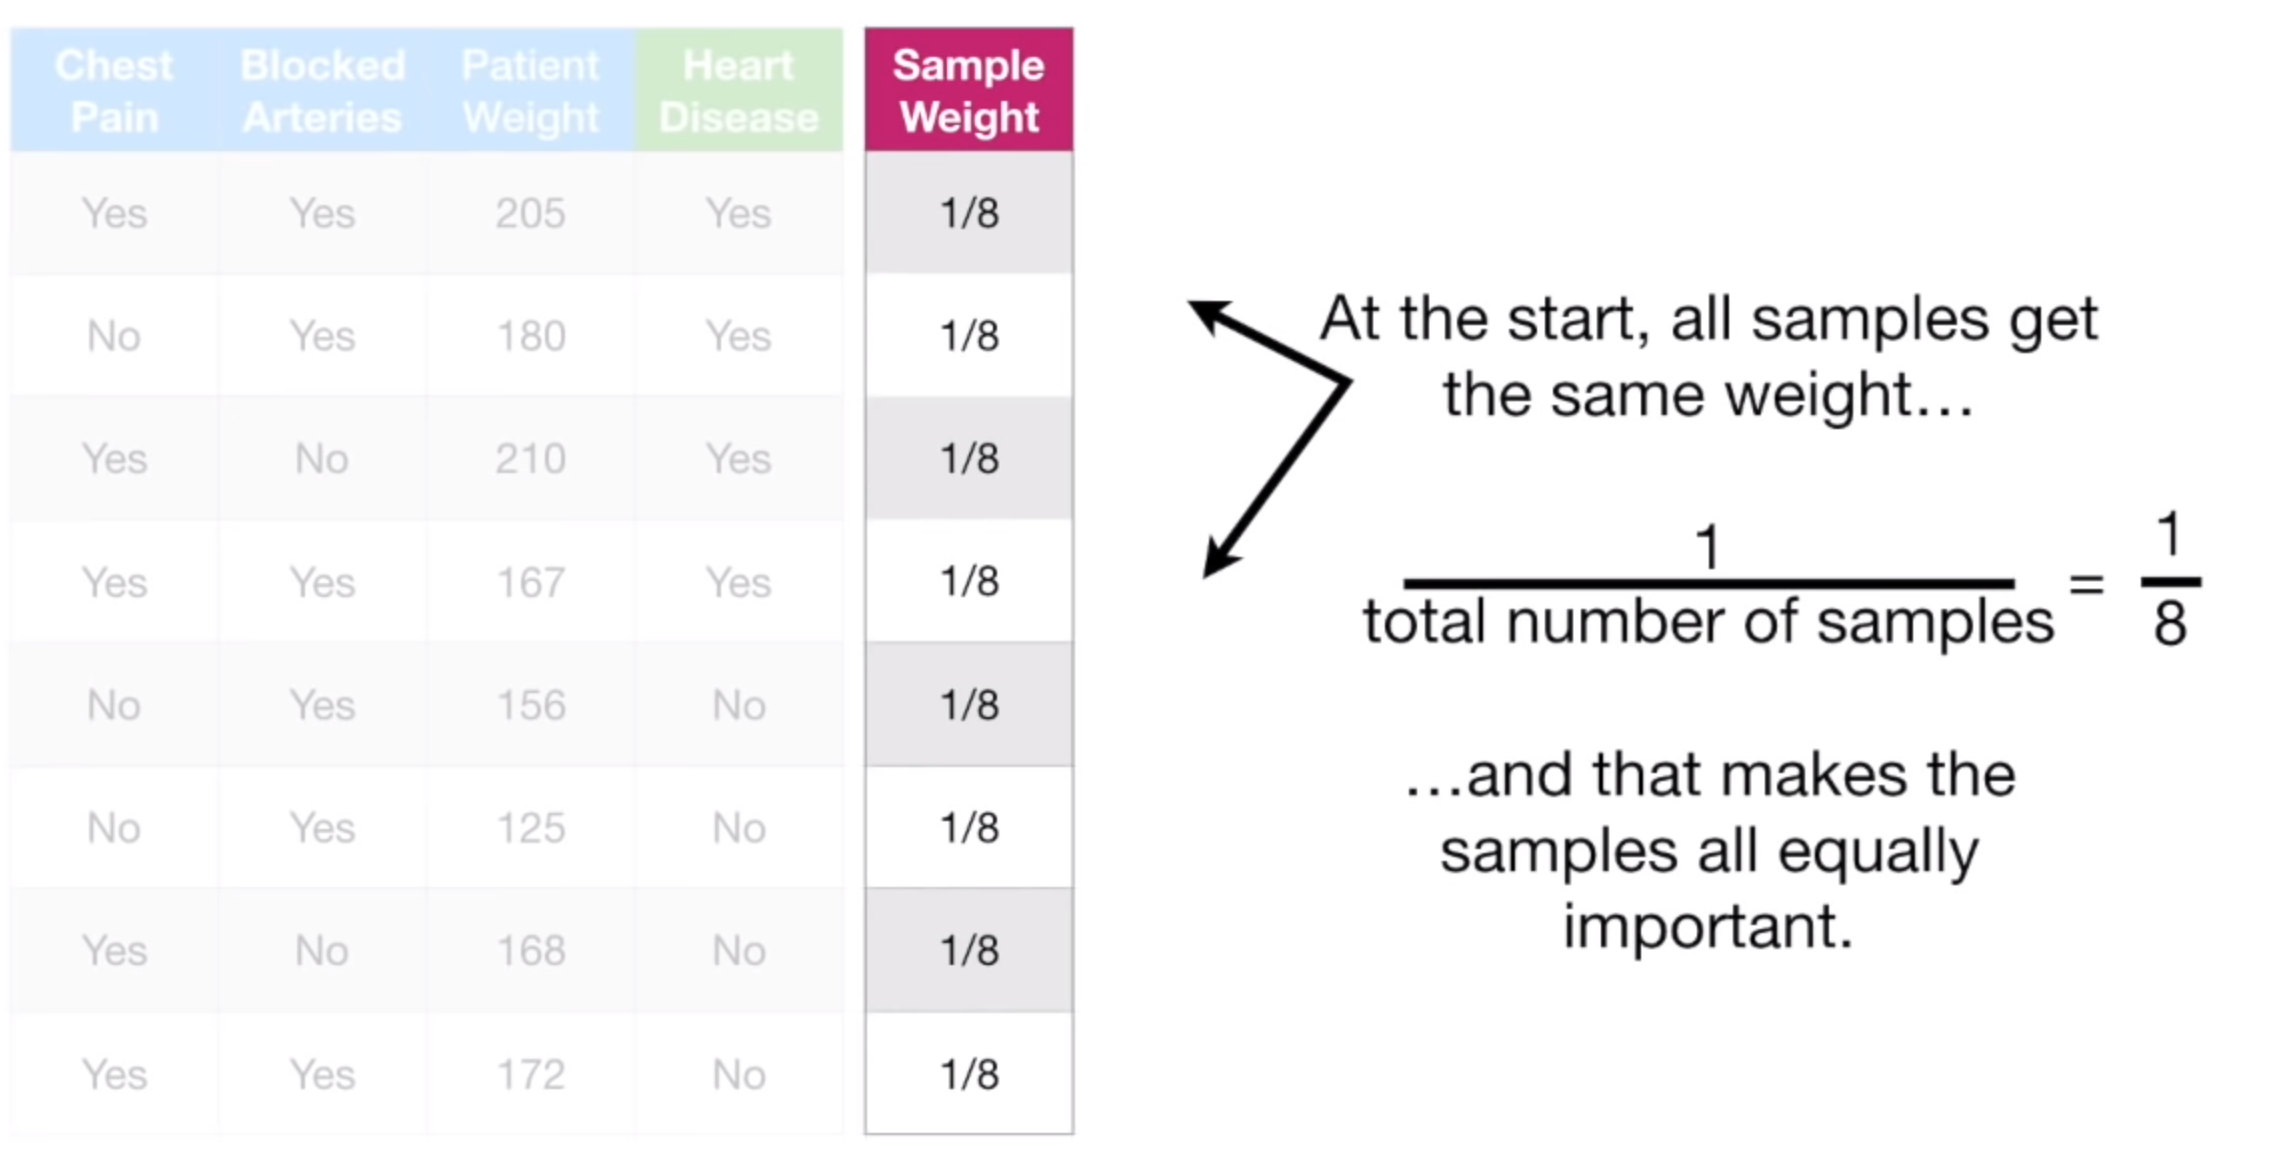 Chest Pain Blocked Arteries Patient Weight Heart Disease Sample Weight
Yes Yes 205 Yes 1/8
No Yes 180 Yes 1/8
Yes No 210 Yes 1/8
Yes Yes 167 Yes 1/8
No Yes 156 No 1/8
No Yes 125 No 1/8
Yes No 168 No 1/8
Yes Yes 172 No 1/8
At the start, all samples get
the same weight…
1
total number of samples
=
1
8
…and that makes the
samples all equally
important.